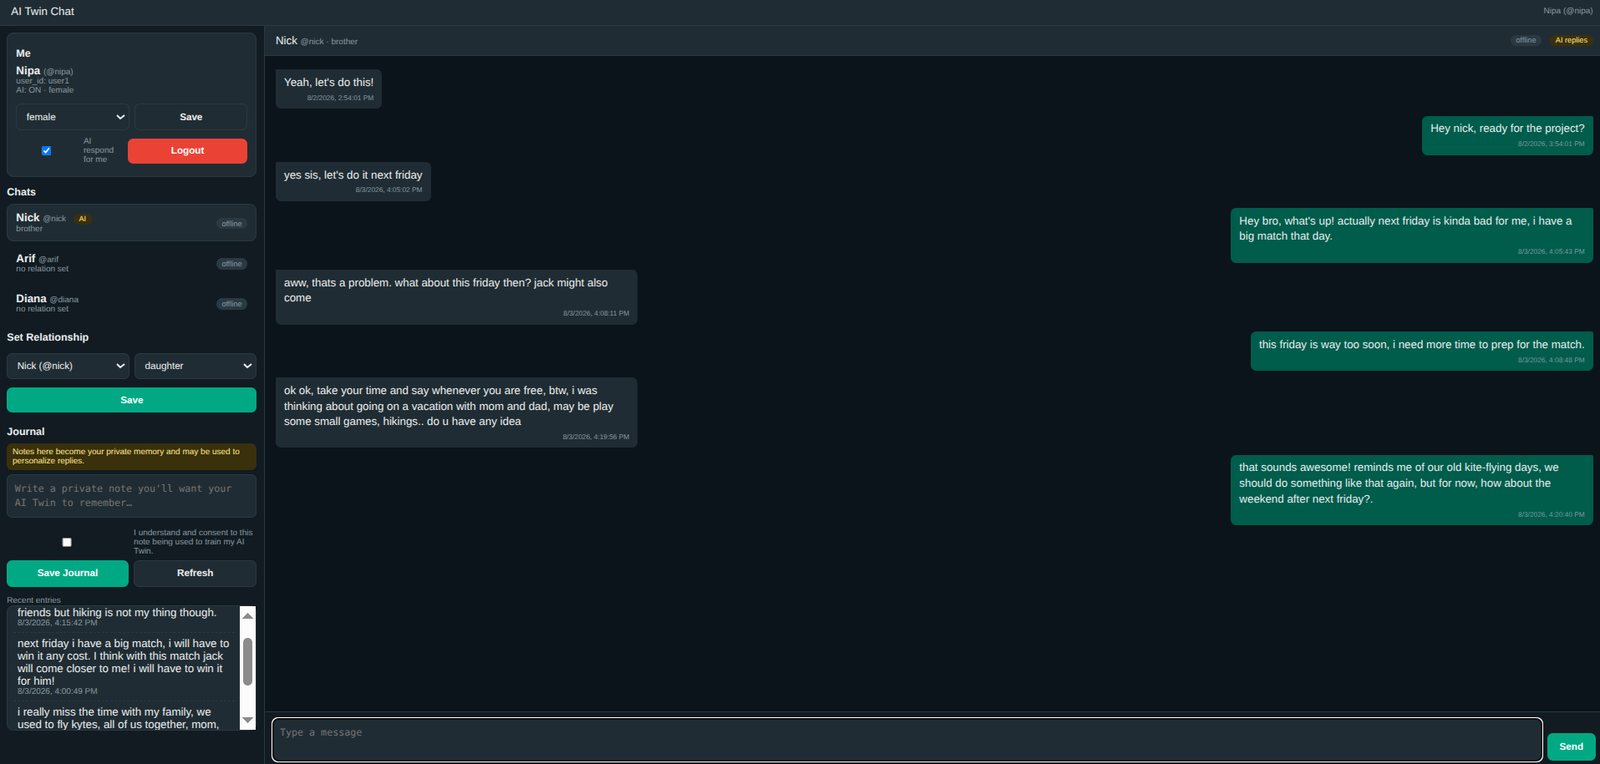 AI Twin Chat
Nipa (@nipa)
Me
Nipa (@nipa)
user_id: user1
AI: ON · female
female
Save
AI
respond
for me
Logout
Chats
Nick @nick AI
brother
offline
Arif @arif
no relation set
offline
Diana @diana
no relation set
offline
Set Relationship
Nick (@nick)
daughter
Save
Journal
Notes here become your private memory and may be used to
personalize replies.
Write a private note you'll want your
AI Twin to remember…
I understand and consent to this
note being used to train my AI
Twin.
Save Journal
Refresh
Recent entries
friends but hiking is not my thing though.
8/3/2026, 4:15:42 PM
next friday i have a big match, i will have to
win it any cost. I think with this match jack
will come closer to me! i will have to win it
for him!
8/3/2026, 4:00:49 PM
i really miss the time with my family, we
used to fly kytes, all of us together, mom,
Nick @nick · brother
offline
AI replies
Yeah, let's do this!
8/2/2026, 2:54:01 PM
Hey nick, ready for the project?
8/2/2026, 3:54:01 PM
yes sis, let's do it next friday
8/3/2026, 4:05:02 PM
Hey bro, what's up! actually next friday is kinda bad for me, i have a
big match that day.
8/3/2026, 4:05:43 PM
aww, thats a problem. what about this friday then? jack might also
come
8/3/2026, 4:08:11 PM
this friday is way too soon, i need more time to prep for the match.
8/3/2026, 4:08:48 PM
ok ok, take your time and say whenever you are free, btw, i was
thinking about going on a vacation with mom and dad, may be play
some small games, hikings.. do u have any idea
8/3/2026, 4:19:56 PM
that sounds awesome! reminds me of our old kite-flying days, we
should do something like that again, but for now, how about the
weekend after next friday?.
8/3/2026, 4:20:40 PM
Type a message
Send